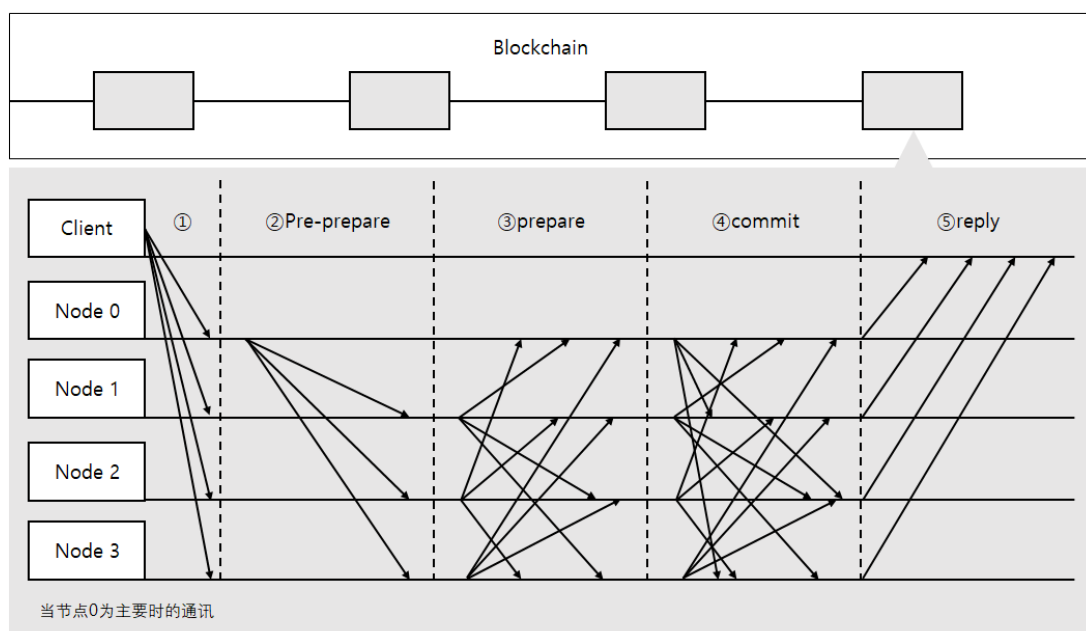 Blockchain
Client
①
②Pre-prepare
③prepare
④commit
⑤reply
Node 0
Node 1
Node 2
Node 3
当节点0为主要时的通讯